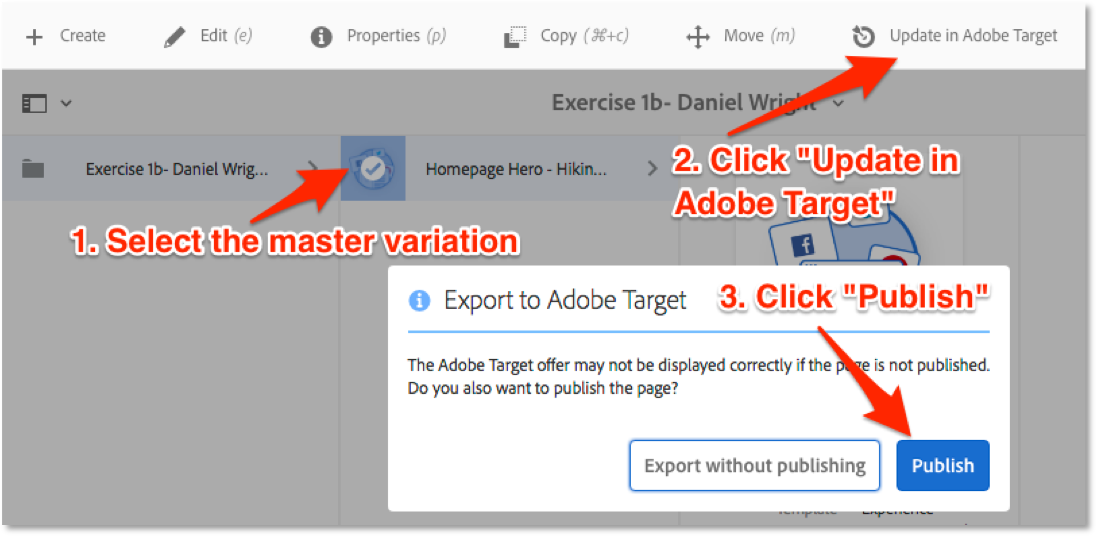 Create Edit (e) Properties (p) Copy (⌘+c) Move (m) Update in Adobe Target
Exercise 1b- Daniel Wright
Exercise 1b- Daniel Wrig... Homepage Hero - Hikin...
2. Click "Update in
Adobe Target"
1. Select the master variation
Export to Adobe Target
3. Click "Publish"
The Adobe Target offer may not be displayed correctly if the page is not published.
Do you also want to publish the page?
Export without publishing Publish
Template Experience